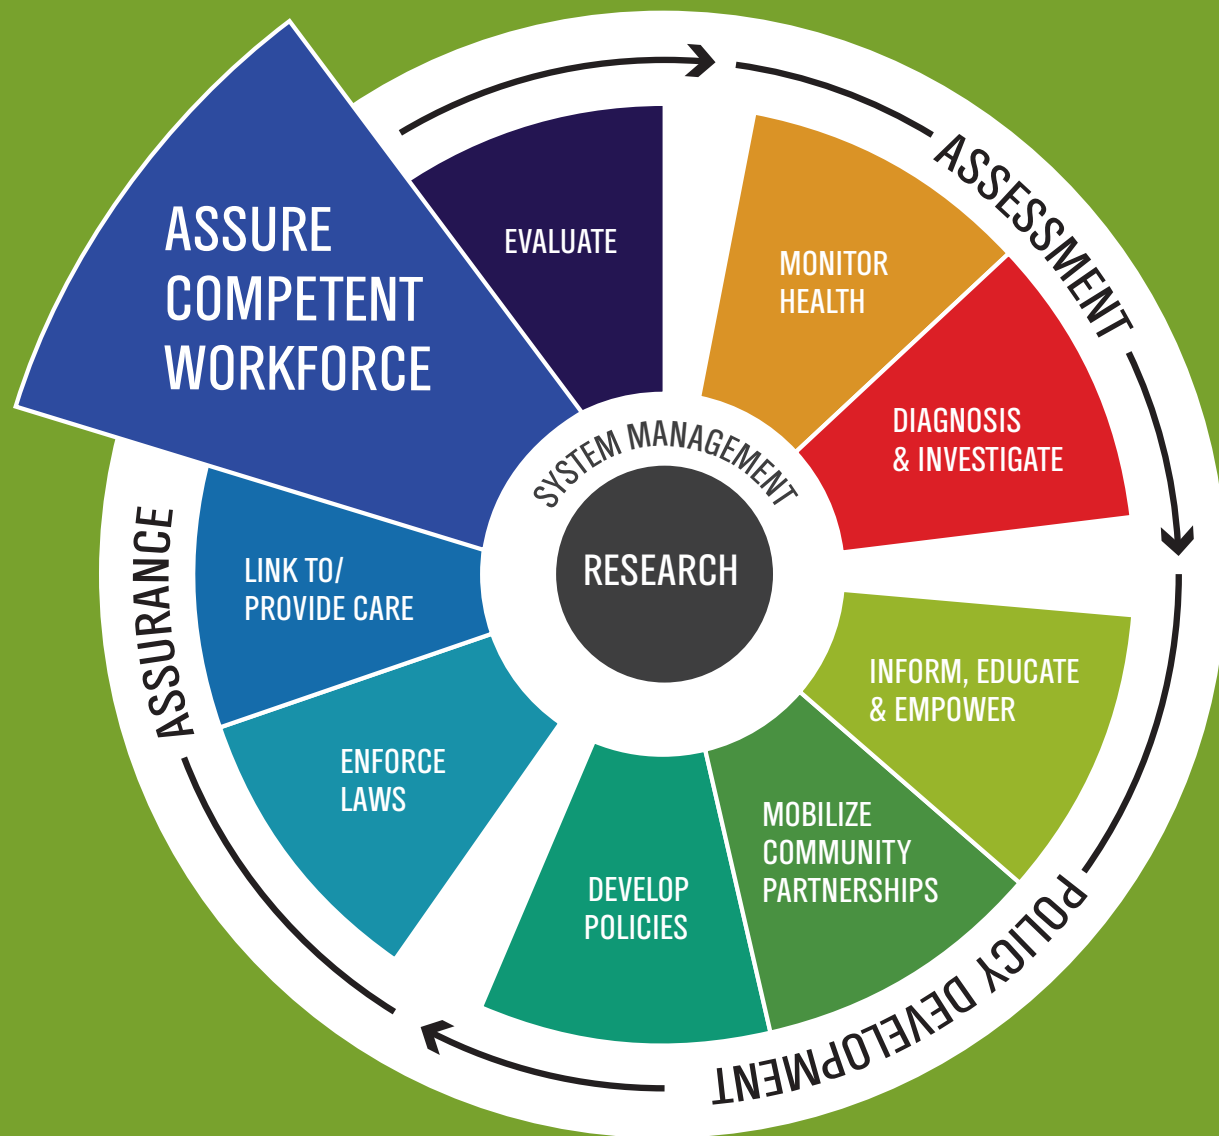 ASSURE
COMPETENT
WORKFORCE
EVALUATE
MONITOR
HEALTH
DIAGNOSIS
& INVESTIGATE
INFORM, EDUCATE
& EMPOWER
MOBILIZE
COMMUNITY
PARTNERSHIPS
DEVELOP
POLICIES
ENFORCE
LAWS
LINK TO/
PROVIDE CARE
SYSTEM MANAGEMENT
RESEARCH
ASSESSMENT
POLICY DEVELOPMENT
ASSURANCE